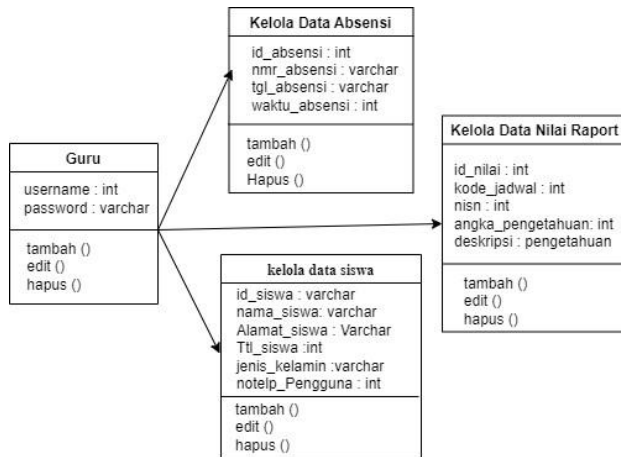 Kelola Data Absensi
id_absensi : int
nmr_absensi : varchar
tgl_absensi : varchar
waktu_absensi : int
tambah ()
edit ()
Hapus ()
Guru
username : int
password : varchar
tambah ()
edit ()
hapus ()
Kelola Data Nilai Raport
id_nilai : int
kode_jadwal : int
nisn : int
angka_pengetahuan: int
deskripsi : pengetahuan
tambah ()
edit ()
hapus ()
kelola data siswa
id_siswa : varchar
nama_siswa: varchar
Alamat_siswa : Varchar
Ttl_siswa :int
jenis_kelamin :varchar
notelp_Pengguna : int
tambah ()
edit ()
hapus ()